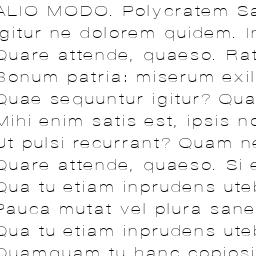 ALIO MODO. Polycratem Sa
Igitur ne dolorem quidem. I
Quare attende, quaeso. Rat
Bonum patria: miserum exil
Quae sequuntur igitur? Qua
Mihi enim satis est, ipsis no
Ut pulsi recurrant? Quam ne
Quare attende, quaeso. Si e
Qua tu etiam inprudens uteb
Pauca mutat vel plura sane
Qua tu etiam inprudens uteb
Quamquam tu hanc copiosi